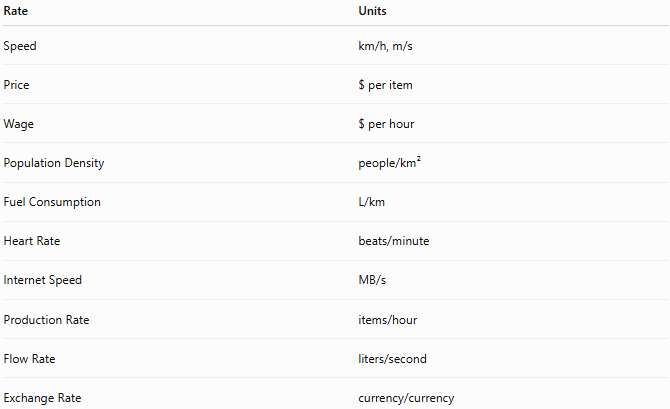 Rate Units
Speed km/h, m/s
Price $ per item
Wage $ per hour
Population Density people/km²
Fuel Consumption L/km
Heart Rate beats/minute
Internet Speed MB/s
Production Rate items/hour
Flow Rate liters/second
Exchange Rate currency/currency